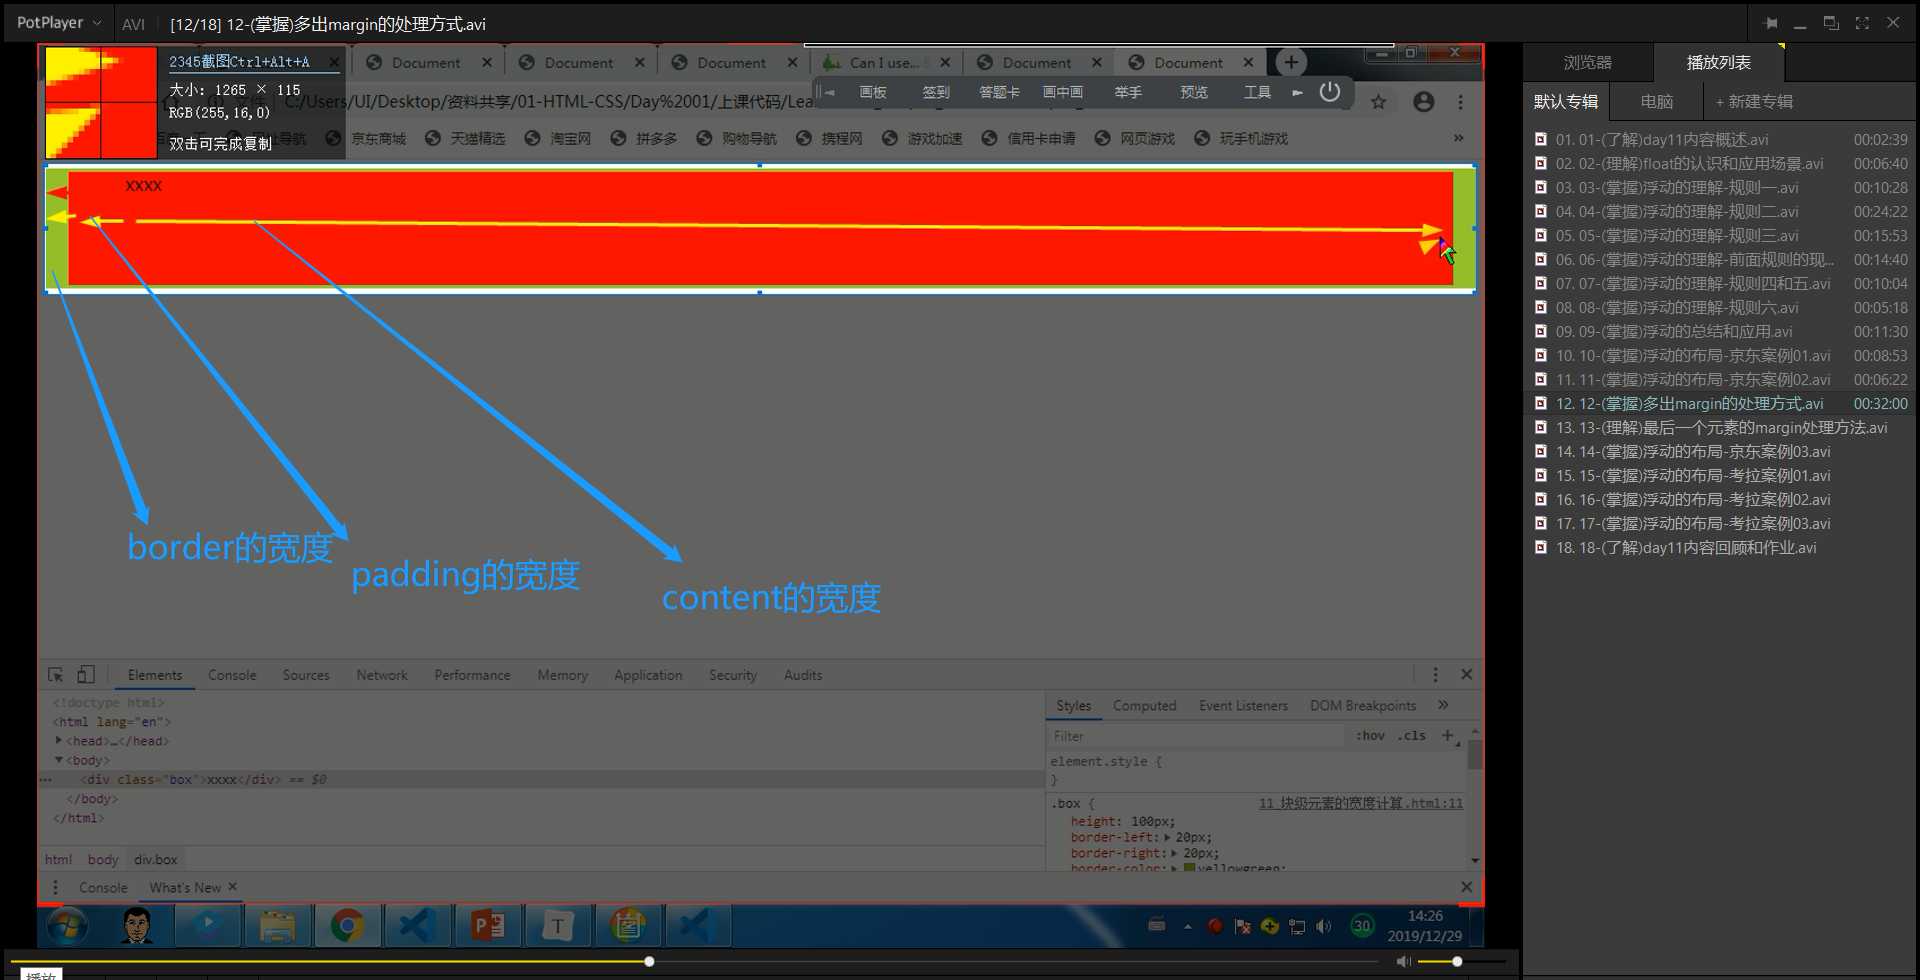 PotPlayer AVI [12/18] 12-(掌握)多出margin的处理方式.avi
2345截图Ctrl+Alt+A
大小: 1265 × 115
RGB(255,16,0)
双击可完成复制
Document Document Document Can I use... Document Document
画板 签到 答题卡 画中画 举手 预览 工具
C:/Users/UI/Desktop/资料共享/01-HTML-CSS/Day%2001/上课代码/Lea
京东商城 天猫精选 淘宝网 拼多多 购物导航 携程网 游戏加速 信用卡申请 网页游戏 玩手机游戏 »
xxxx
border的宽度
padding的宽度
content的宽度
Elements Console Sources Network Performance Memory Application Security Audits
<!doctype html>
<html lang="en">
<head>…</head>
<body>
<div class="box">xxxx</div> == $0
</body>
</html>
html body div.box
Styles Computed Event Listeners DOM Breakpoints »
Filter :hov .cls +
element.style {
}
.box { 11_块级元素的宽度计算.html:11
height: 100px;
border-left: 20px;
border-right: 20px;
border-color: yellowgreen;
Console What's New
P T
30 14:26
2019/12/29
播放
浏览器 播放列表
默认专辑 电脑 + 新建专辑
01. 01-(了解)day11内容概述.avi 00:02:39
02. 02-(理解)float的认识和应用场景.avi 00:06:40
03. 03-(掌握)浮动的理解-规则一.avi 00:10:28
04. 04-(掌握)浮动的理解-规则二.avi 00:24:22
05. 05-(掌握)浮动的理解-规则三.avi 00:15:53
06. 06-(掌握)浮动的理解-前面规则的现... 00:14:40
07. 07-(掌握)浮动的理解-规则四和五.avi 00:10:04
08. 08-(掌握)浮动的理解-规则六.avi 00:05:18
09. 09-(掌握)浮动的总结和应用.avi 00:11:30
10. 10-(掌握)浮动的布局-京东案例01.avi 00:08:53
11. 11-(掌握)浮动的布局-京东案例02.avi 00:06:22
12. 12-(掌握)多出margin的处理方式.avi 00:32:00
13. 13-(理解)最后一个元素的margin处理方法.avi
14. 14-(掌握)浮动的布局-京东案例03.avi
15. 15-(掌握)浮动的布局-考拉案例01.avi
16. 16-(掌握)浮动的布局-考拉案例02.avi
17. 17-(掌握)浮动的布局-考拉案例03.avi
18. 18-(了解)day11内容回顾和作业.avi